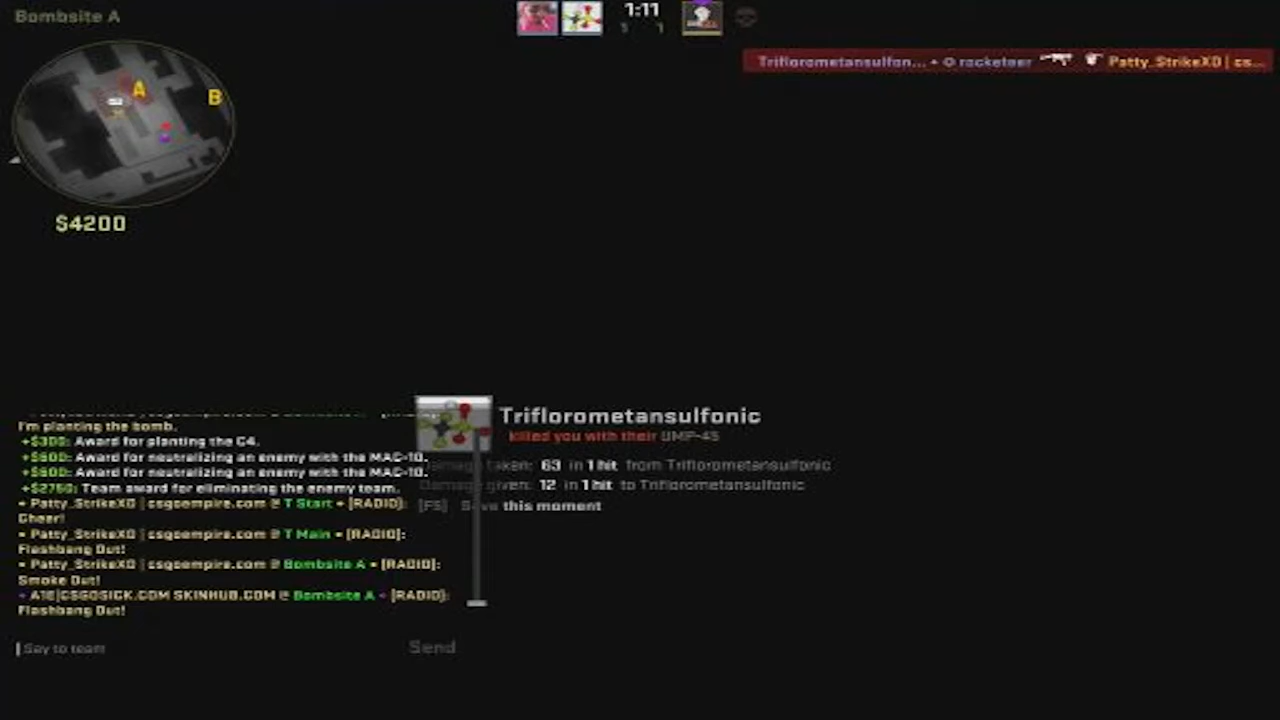 Bombsite A
1:11
1 1
Triflorometansulfon... + O rocketeer Patty_StrikeXD | cs...
A
B
$4200
I'm planting the bomb.
+$300: Award for planting the C4.
+$600: Award for neutralizing an enemy with the MAC-10.
+$600: Award for neutralizing an enemy with the MAC-10.
+$2750: Team award for eliminating the enemy team.
• Patty_StrikeXD | csgoempire.com @ T Start • [RADIO]:
Cheer!
• Patty_StrikeXD | csgoempire.com @ T Main • [RADIO]:
Flashbang Out!
• Patty_StrikeXD | csgoempire.com @ Bombsite A • [RADIO]:
Smoke Out!
• A1E|CSGOSICK.COM SKINHUB.COM @ Bombsite A • [RADIO]:
Flashbang Out!
Say to team
Send
Triflorometansulfonic
killed you with their UMP-45
Damage taken: 63 in 1 hit from Triflorometansulfonic
Damage given: 12 in 1 hit to Triflorometansulfonic
[F5] Save this moment